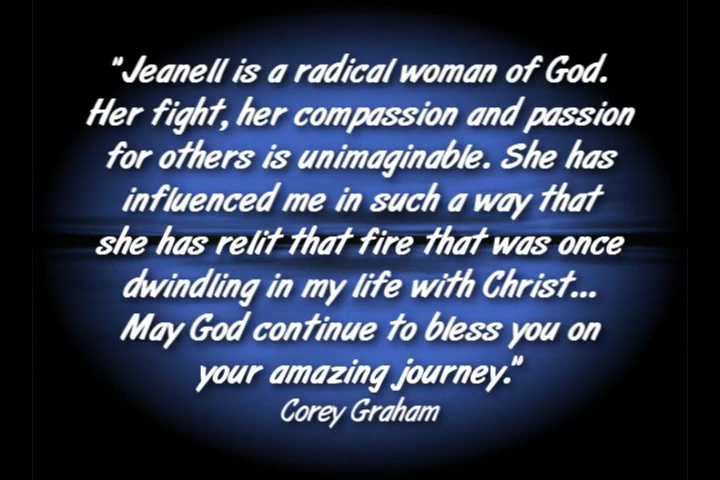 "Jeanell is a radical woman of God.
Her fight, her compassion and passion
for others is unimaginable. She has
influenced me in such a way that
she has relit that fire that was once
dwindling in my life with Christ...
May God continue to bless you on
your amazing journey."
Corey Graham